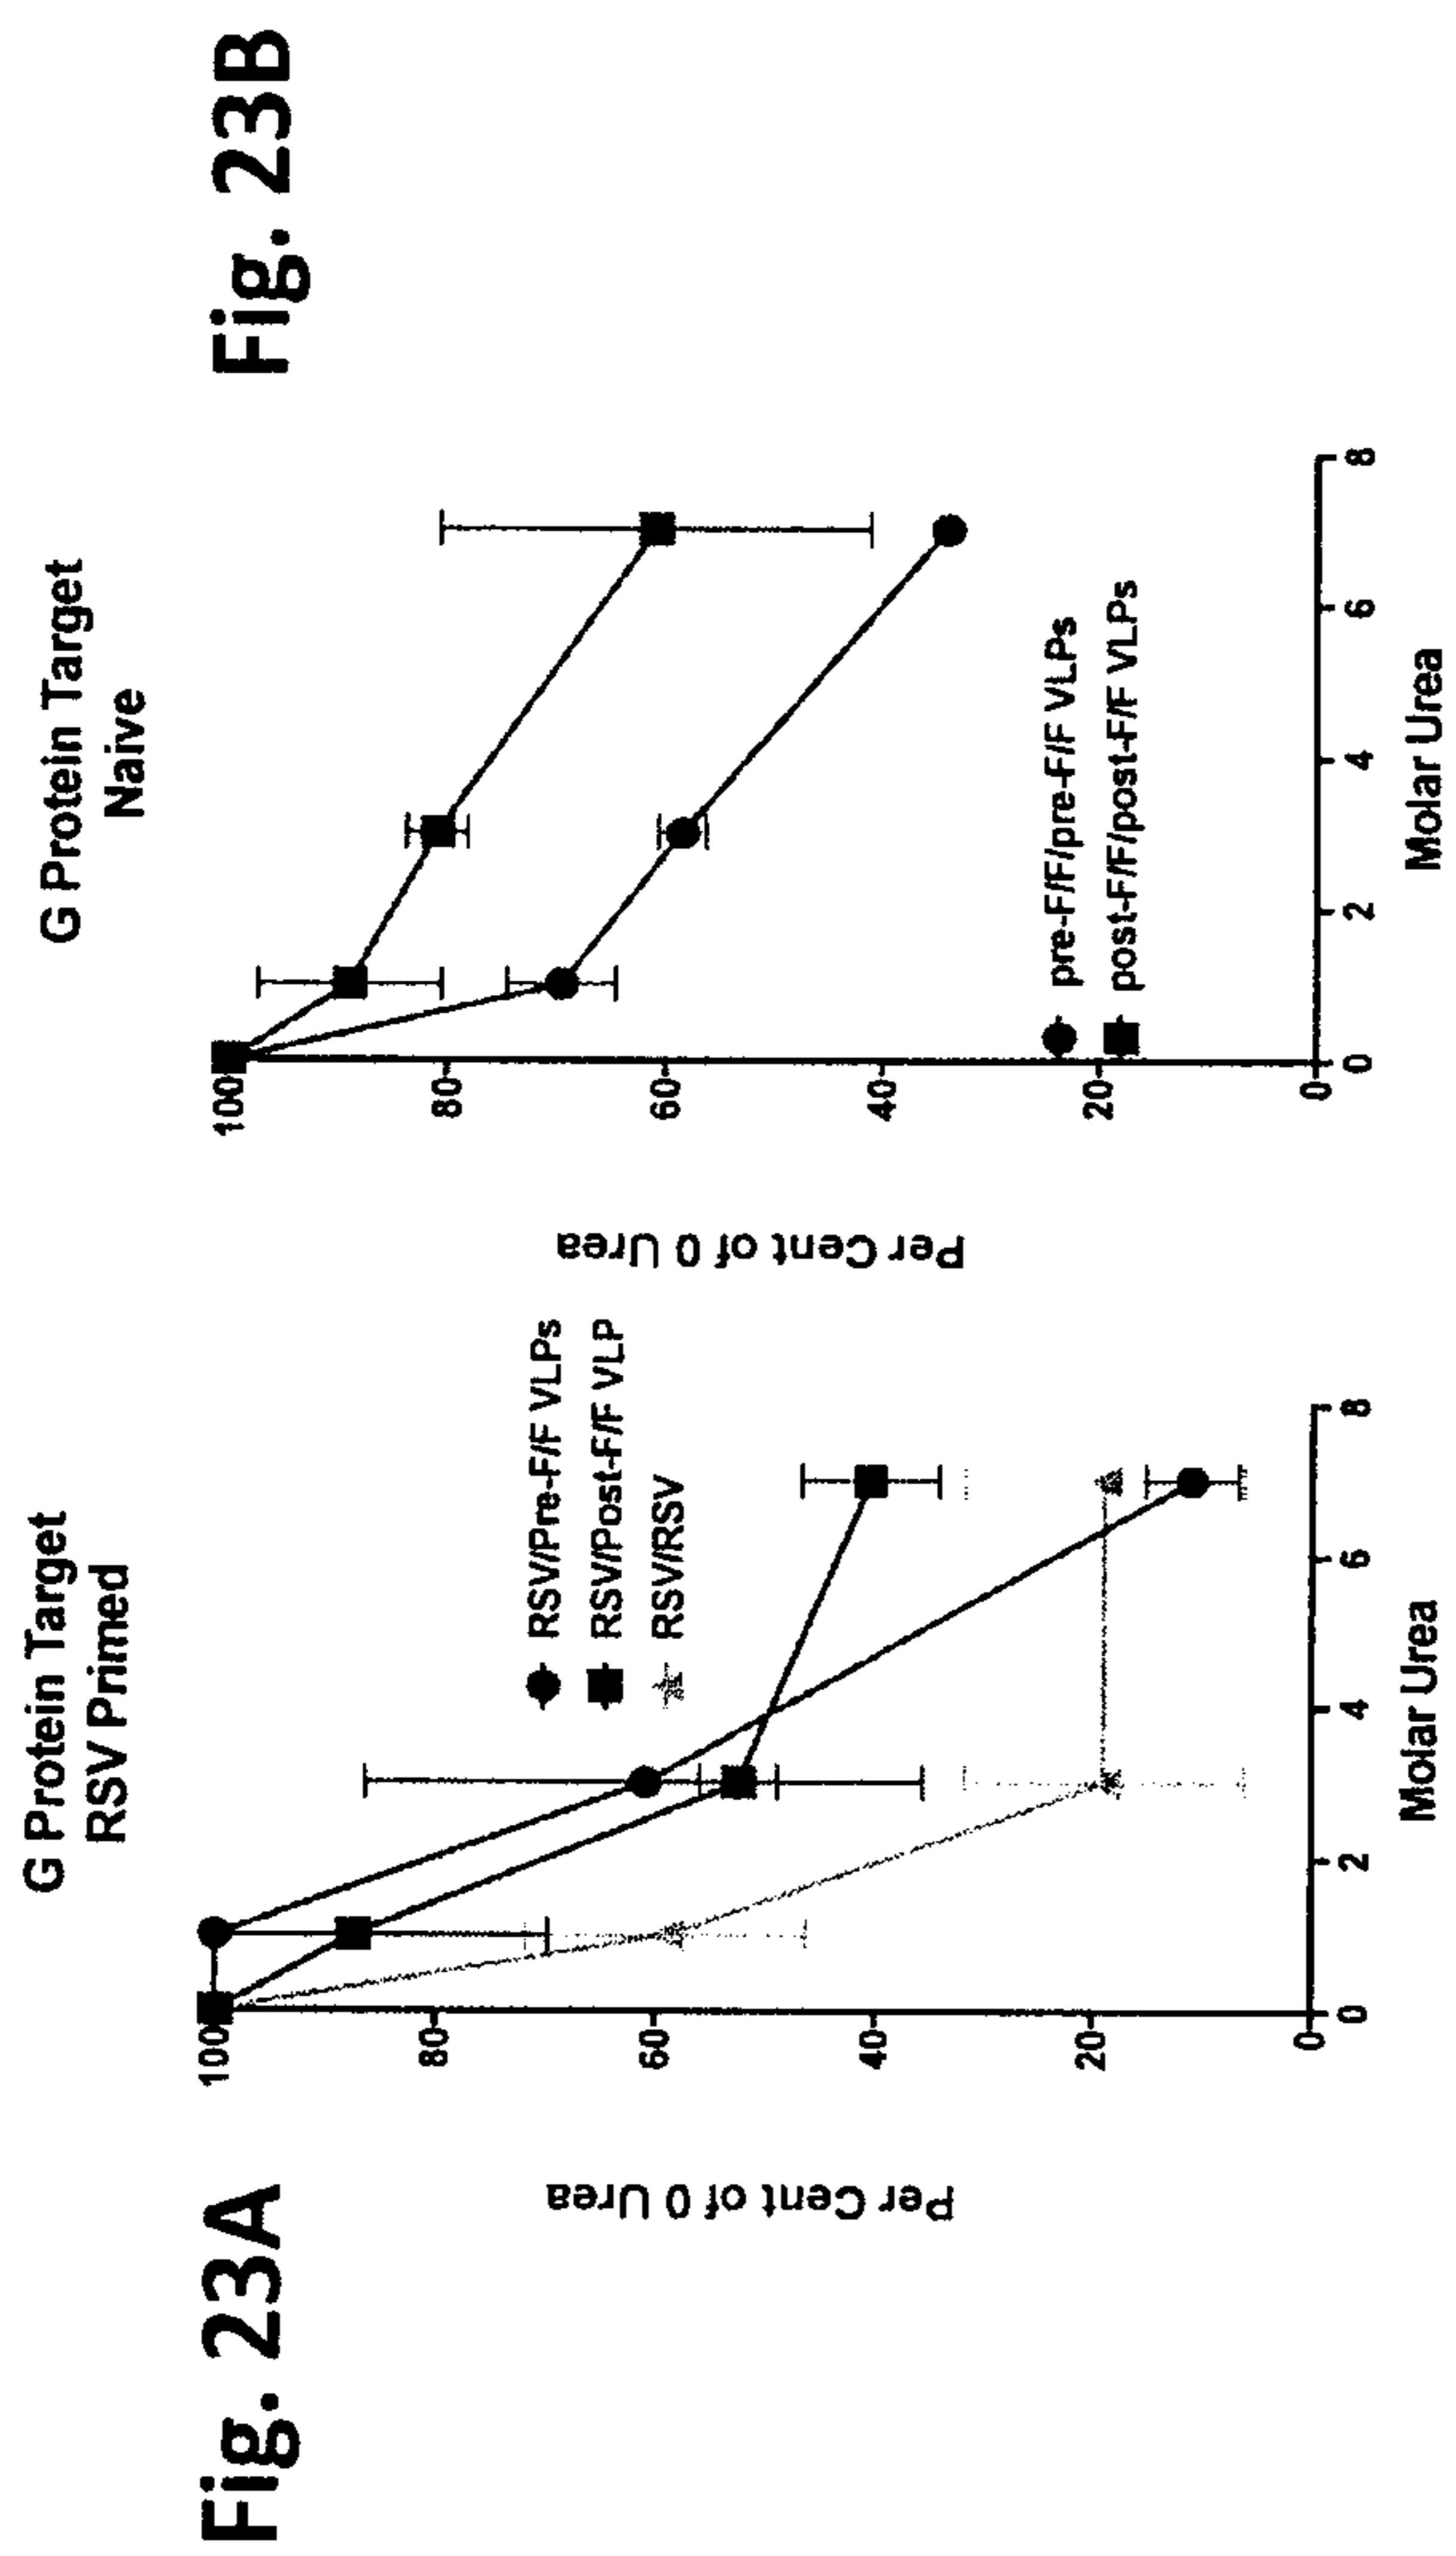 Fig. 23A
G Protein Target
RSV Primed
Per Cent of 0 Urea
100
80
60
40
20
0
0
2
4
6
8
Molar Urea
RSV/Pre-F/F VLPs
RSV/Post-F/F VLP
RSV/RSV
Fig. 23B
G Protein Target
Naive
Per Cent of 0 Urea
100
80
60
40
20
0
0
2
4
6
8
Molar Urea
pre-F/F/pre-F/F VLPs
post-F/F/post-F/F VLPs